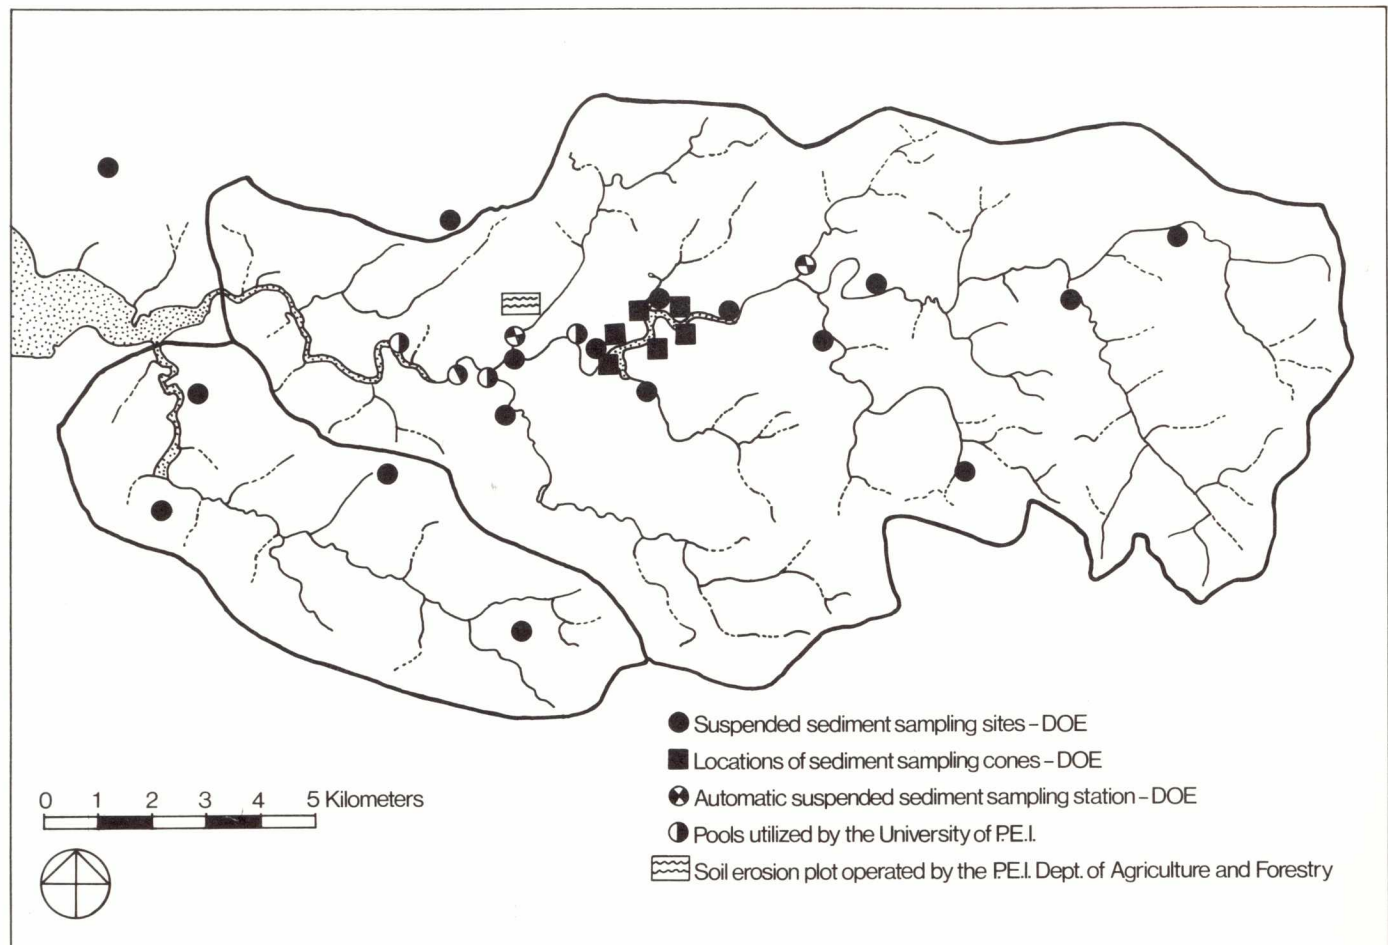 Suspended sediment sampling sites – DOE
Locations of sediment sampling cones – DOE
Automatic suspended sediment sampling station – DOE
Pools utilized by the University of P.E.I.
Soil erosion plot operated by the P.E.I. Dept. of Agriculture and Forestry
0 1 2 3 4 5 Kilometers